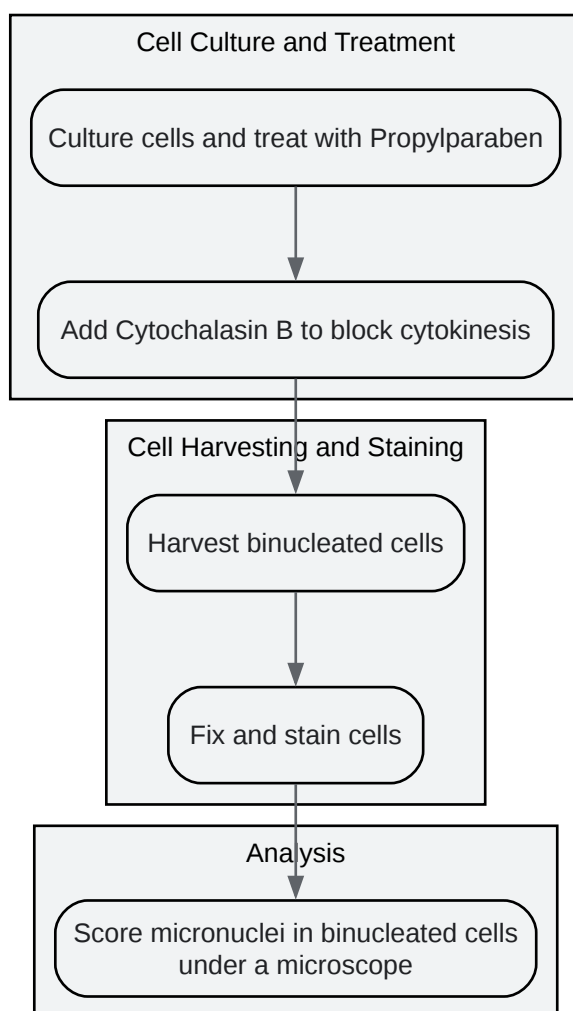 Cell Culture and Treatment
Culture cells and treat with Propylparaben
Add Cytochalasin B to block cytokinesis
Cell Harvesting and Staining
Harvest binucleated cells
Fix and stain cells
Analysis
Score micronuclei in binucleated cells
under a microscope